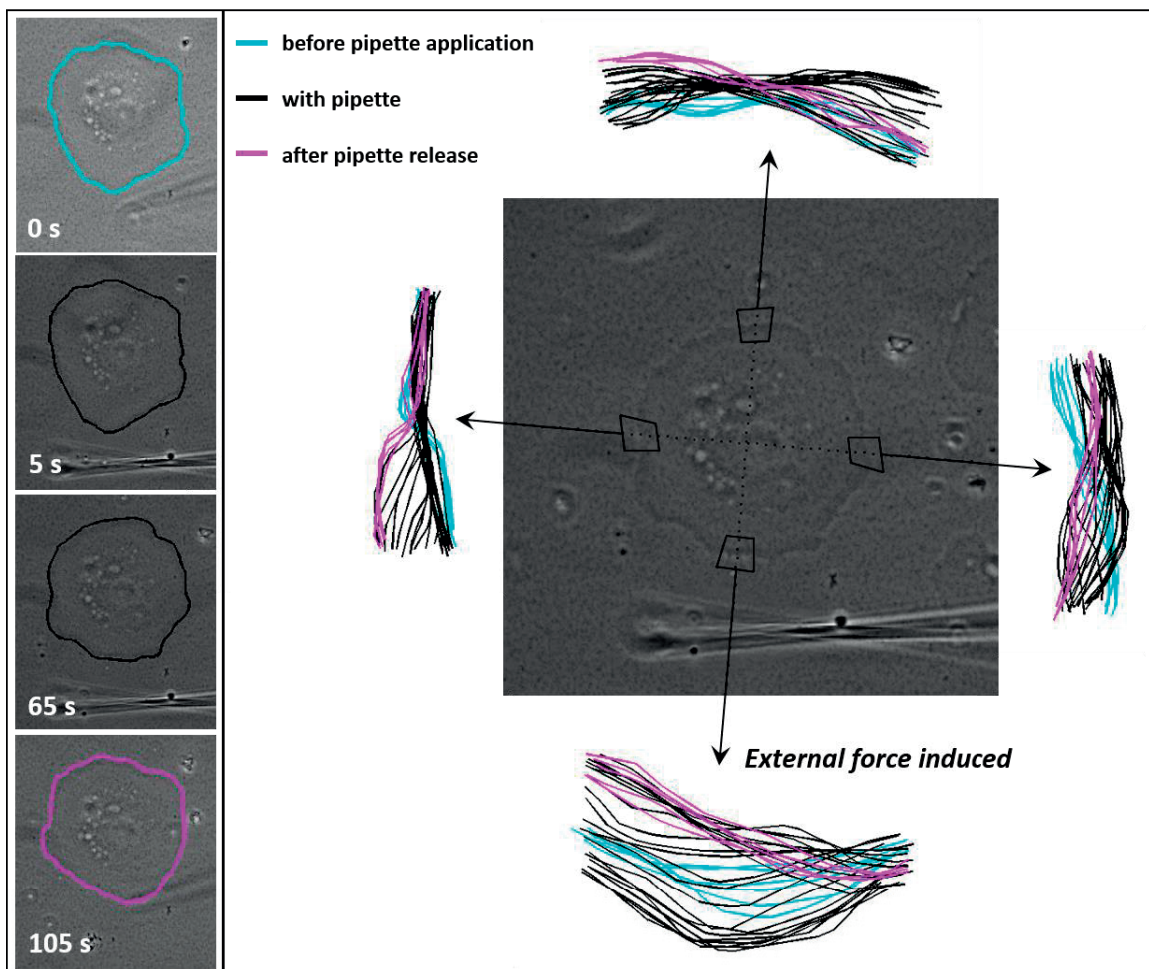 before pipette application
with pipette
after pipette release
0 s
5 s
65 s
105 s
External force induced